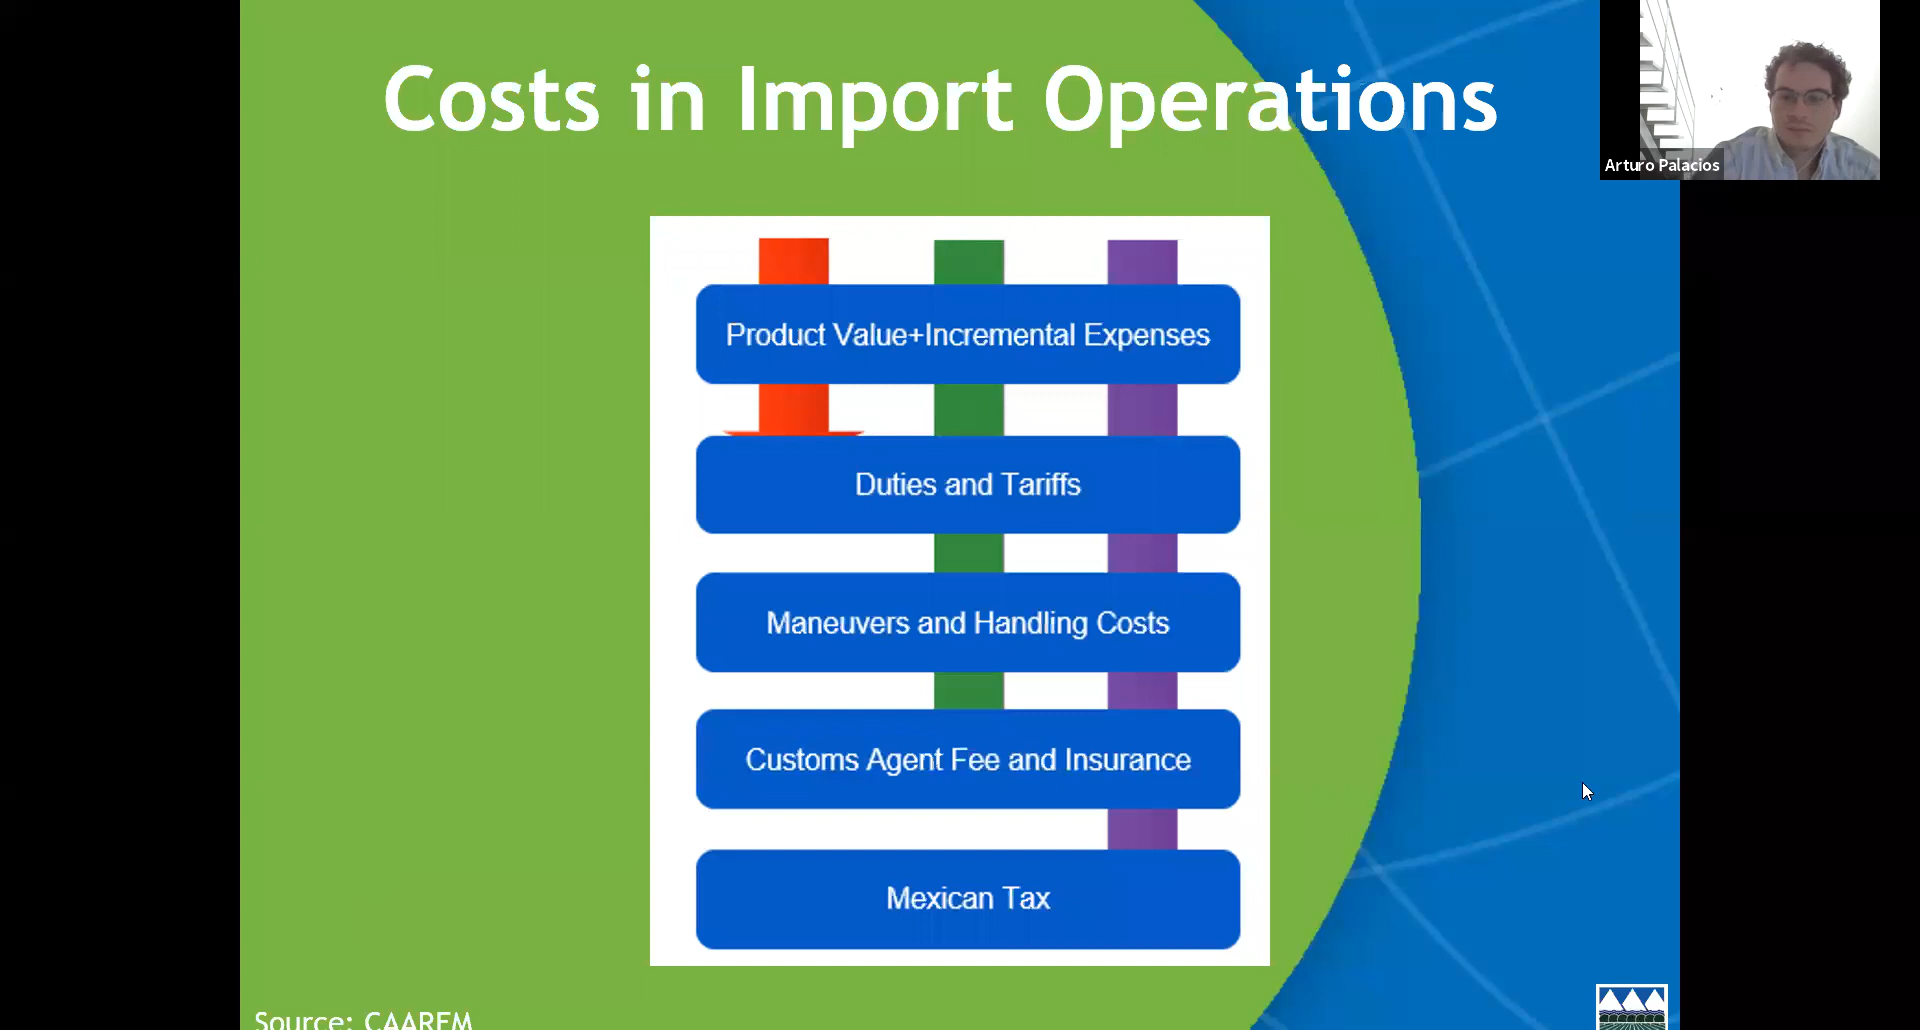 Costs in Import Operations
Arturo Palacios
Product Value+Incremental Expenses
Duties and Tariffs
Maneuvers and Handling Costs
Customs Agent Fee and Insurance
Mexican Tax
Source: CAAREM